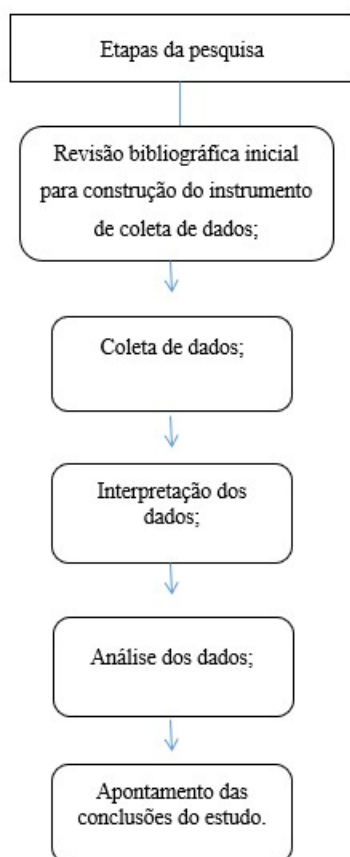 Etapas da pesquisa
Revisão bibliográfica inicial
para construção do instrumento
de coleta de dados;
Coleta de dados;
Interpretação dos
dados;
Análise dos dados;
Apontamento das
conclusões do estudo.